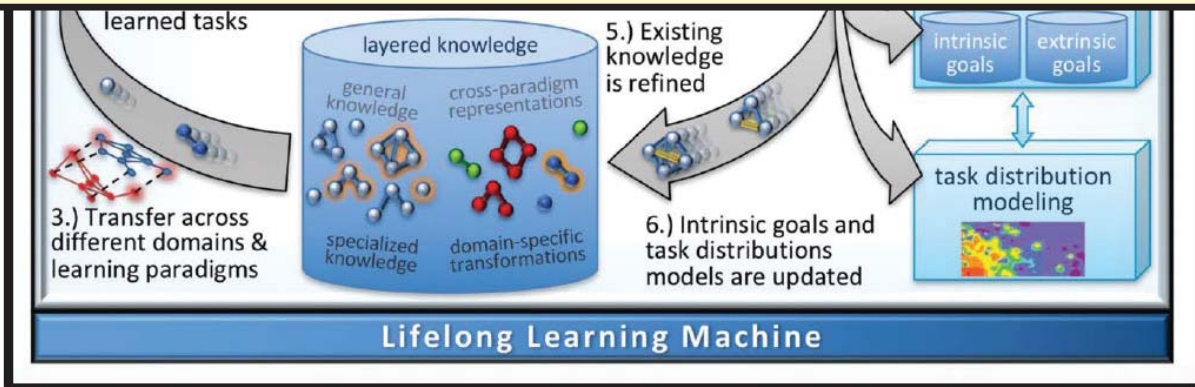 learned tasks
layered knowledge
general
knowledge
cross-paradigm
representations
specialized
knowledge
domain-specific
transformations
3.) Transfer across
different domains &
learning paradigms
5.) Existing
knowledge
is refined
6.) Intrinsic goals and
task distributions
models are updated
intrinsic
goals
extrinsic
goals
task distribution
modeling
Lifelong Learning Machine